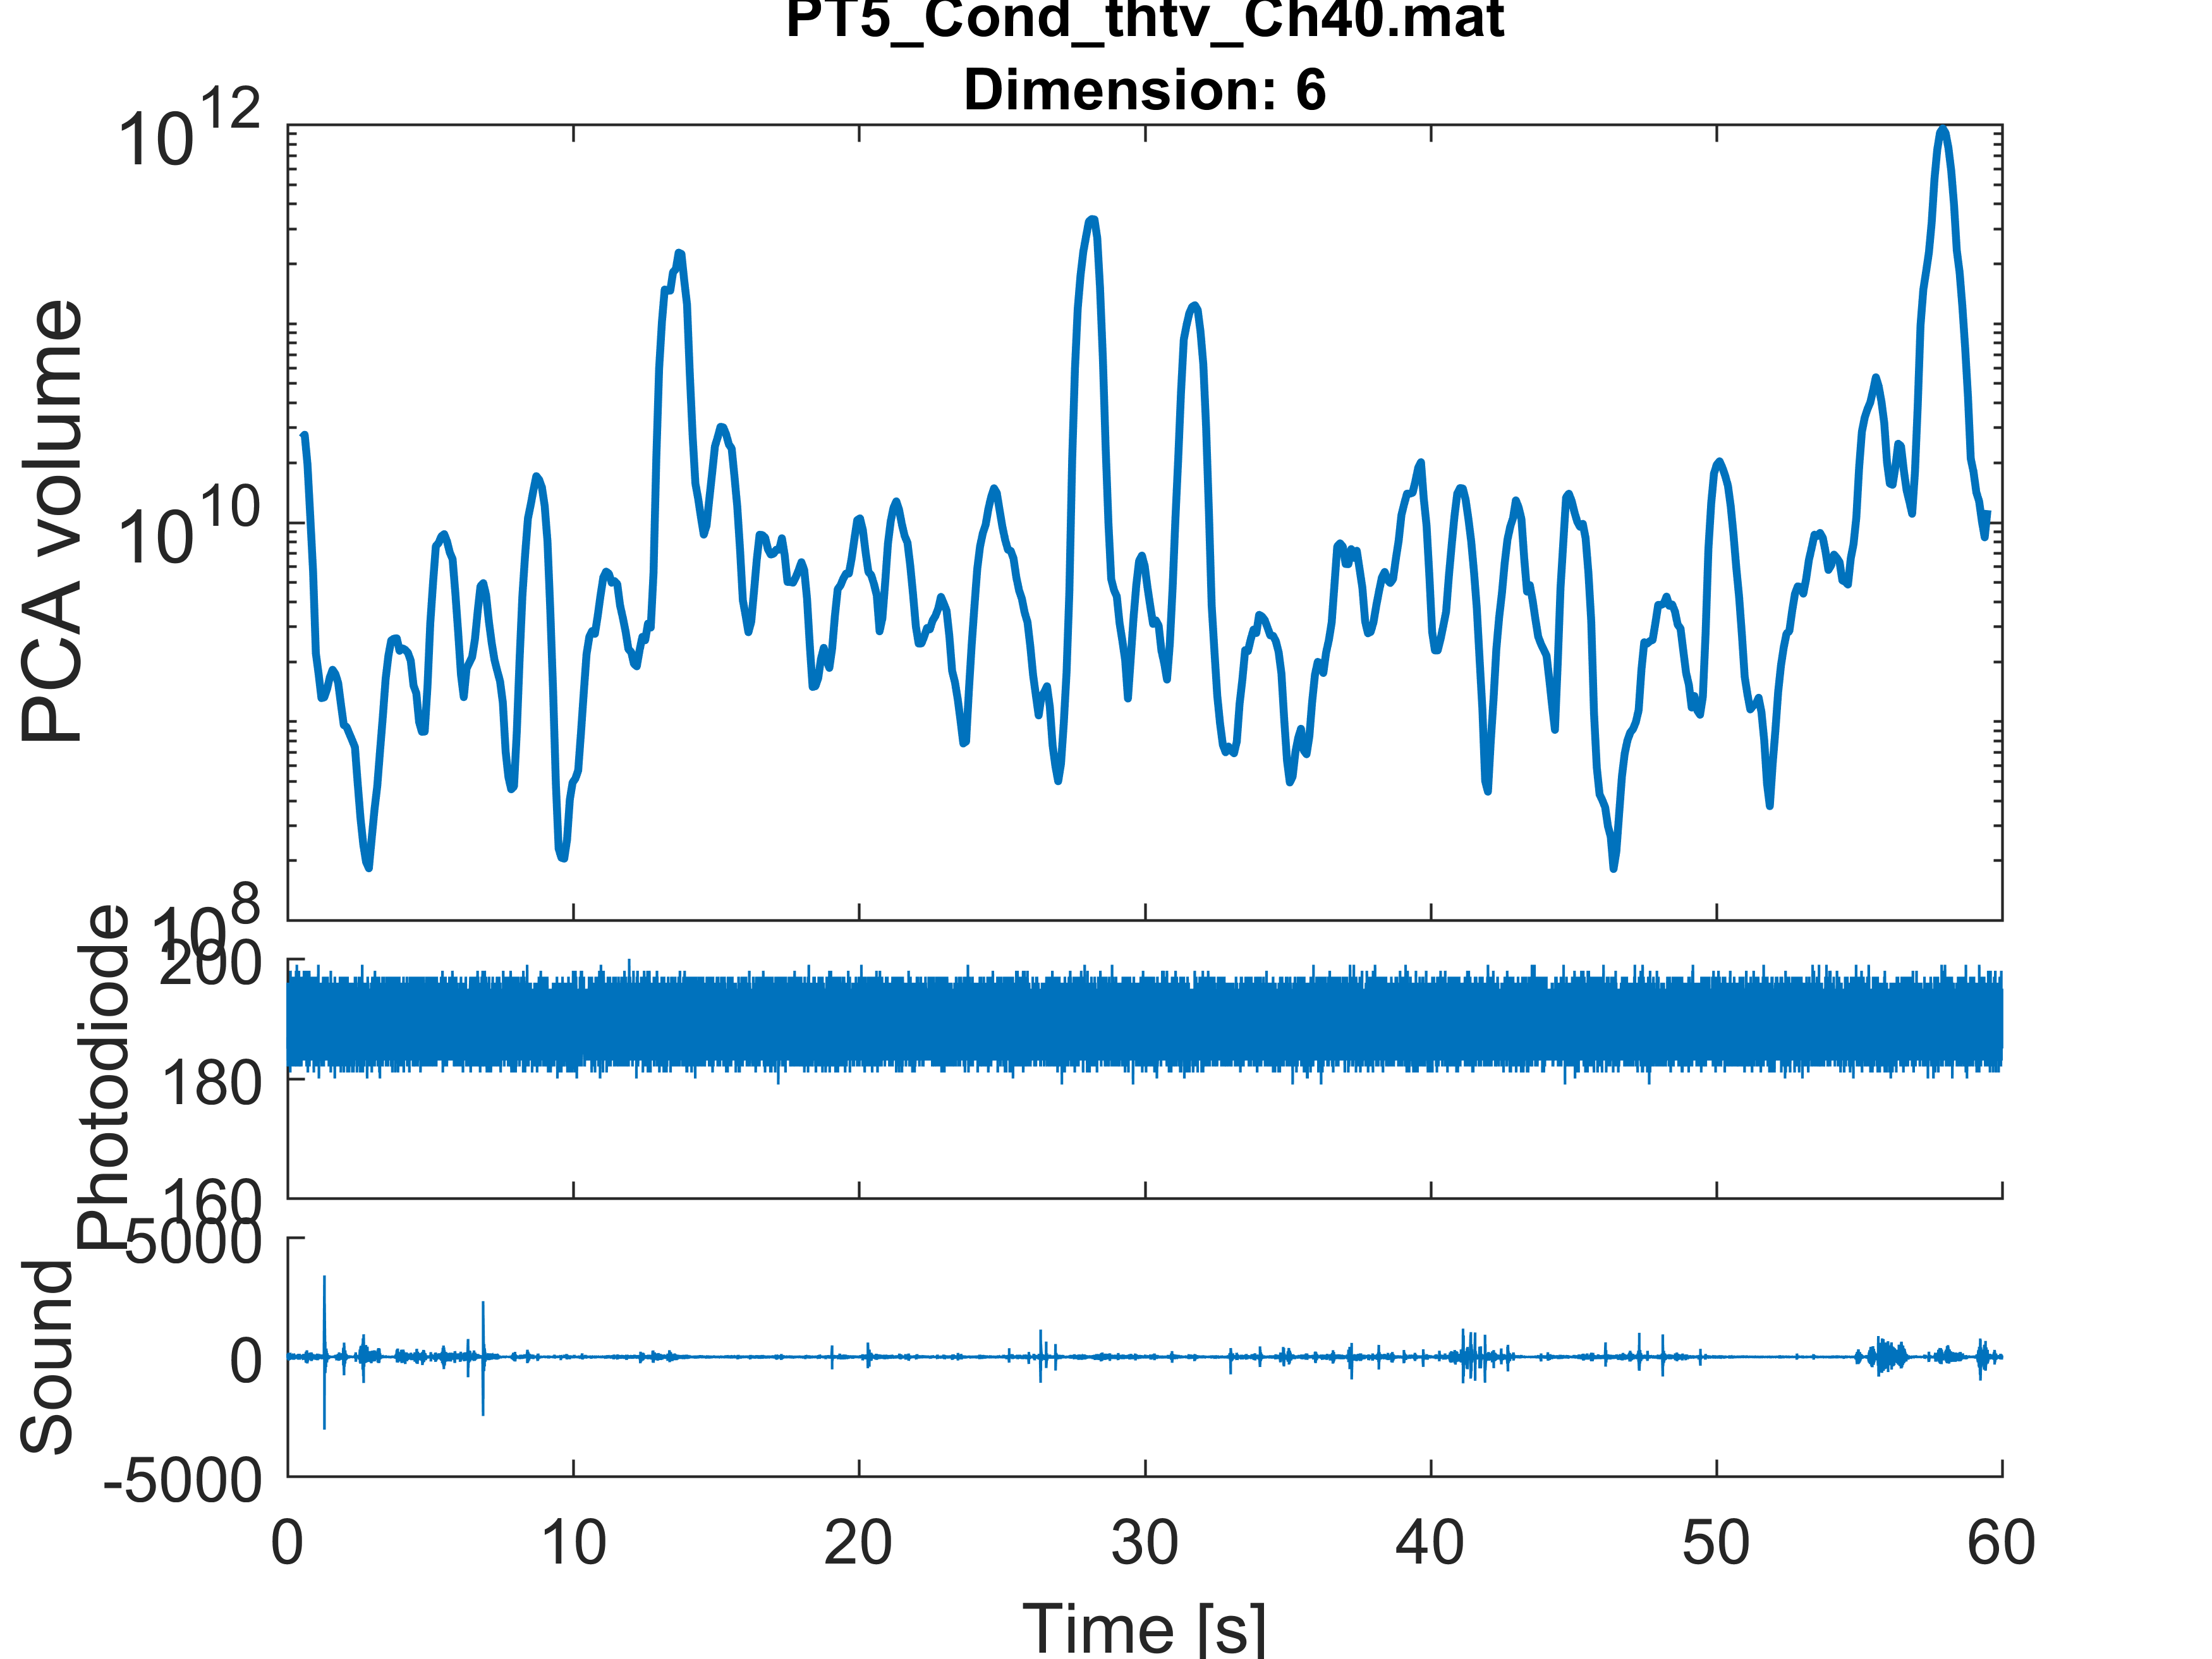 PT5_Cond_thtv_Ch40.mat
Dimension: 6
PCA volume
10^12
10^10
10^8
Photodiode
200
180
160
Sound
5000
0
-5000
0 10 20 30 40 50 60
Time [s]